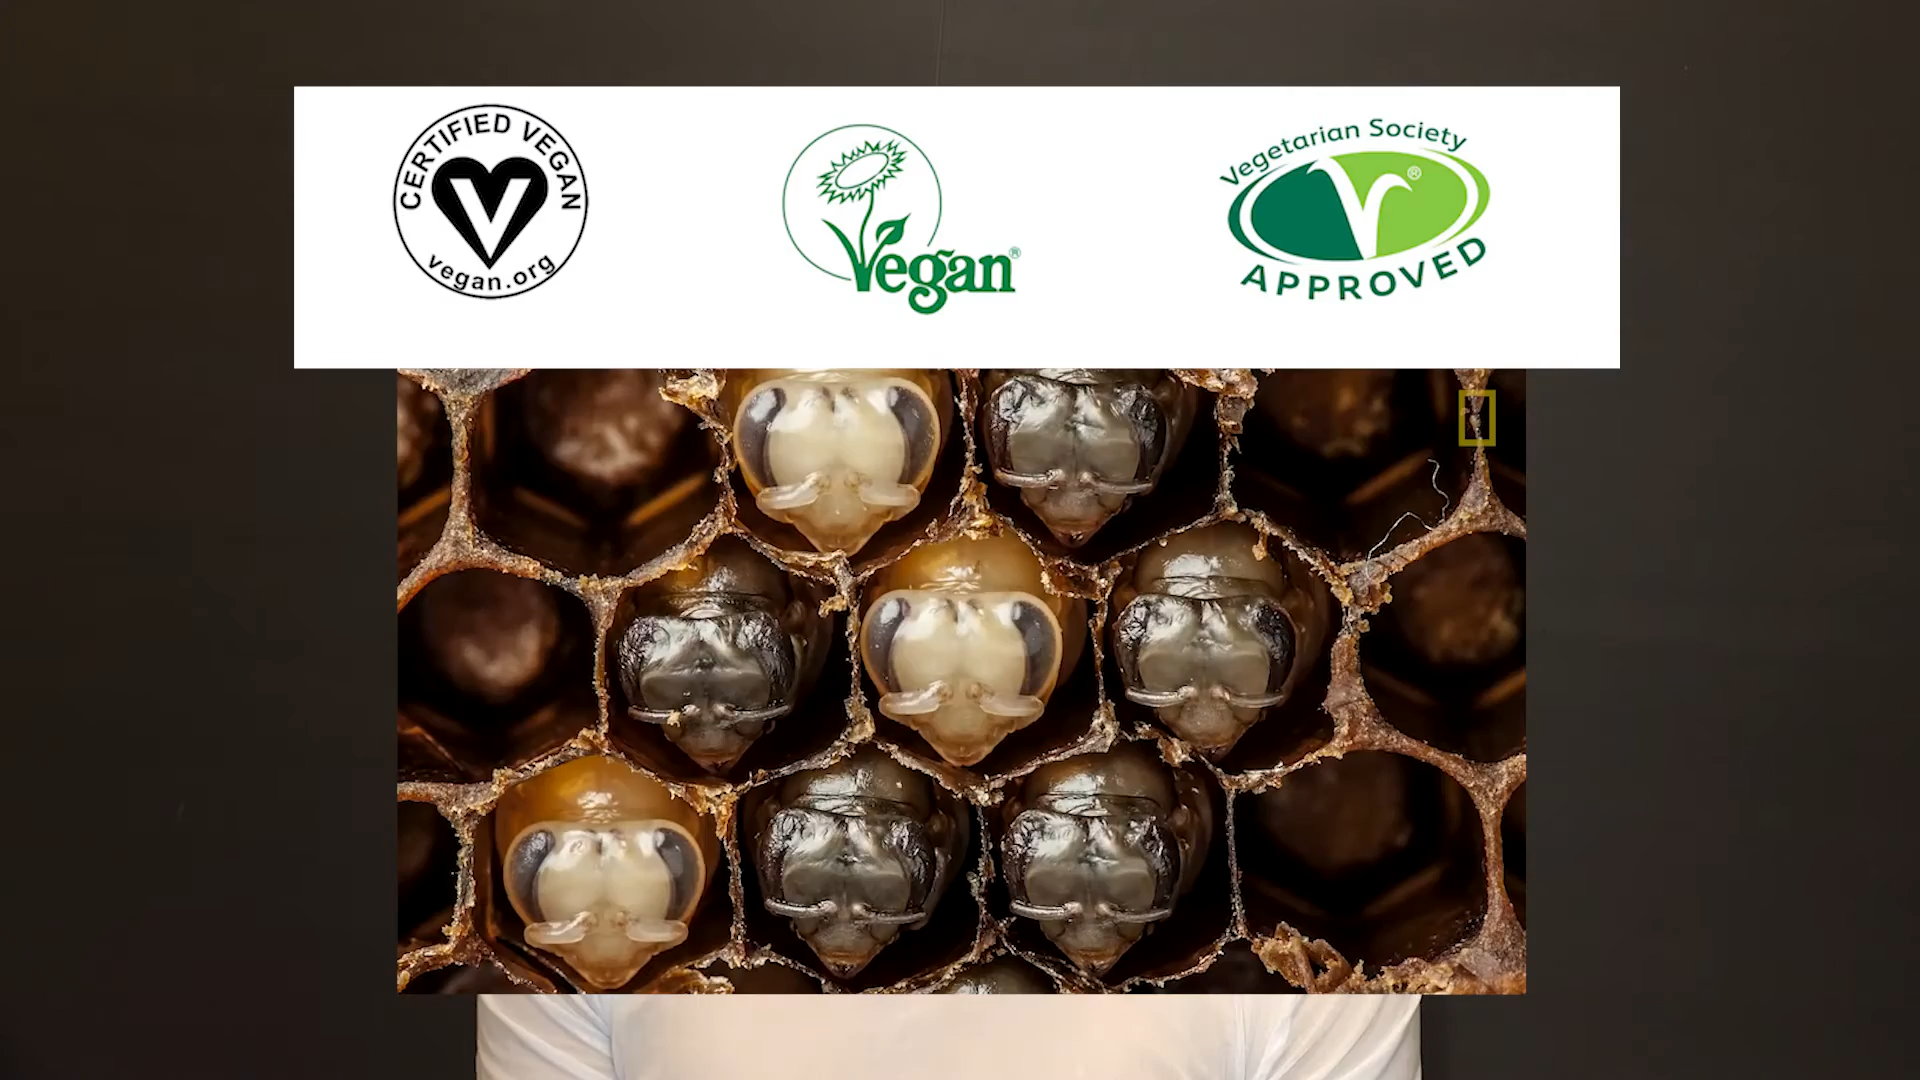 CERTIFIED VEGAN
vegan.org
Vegan®
Vegetarian Society
®
APPROVED